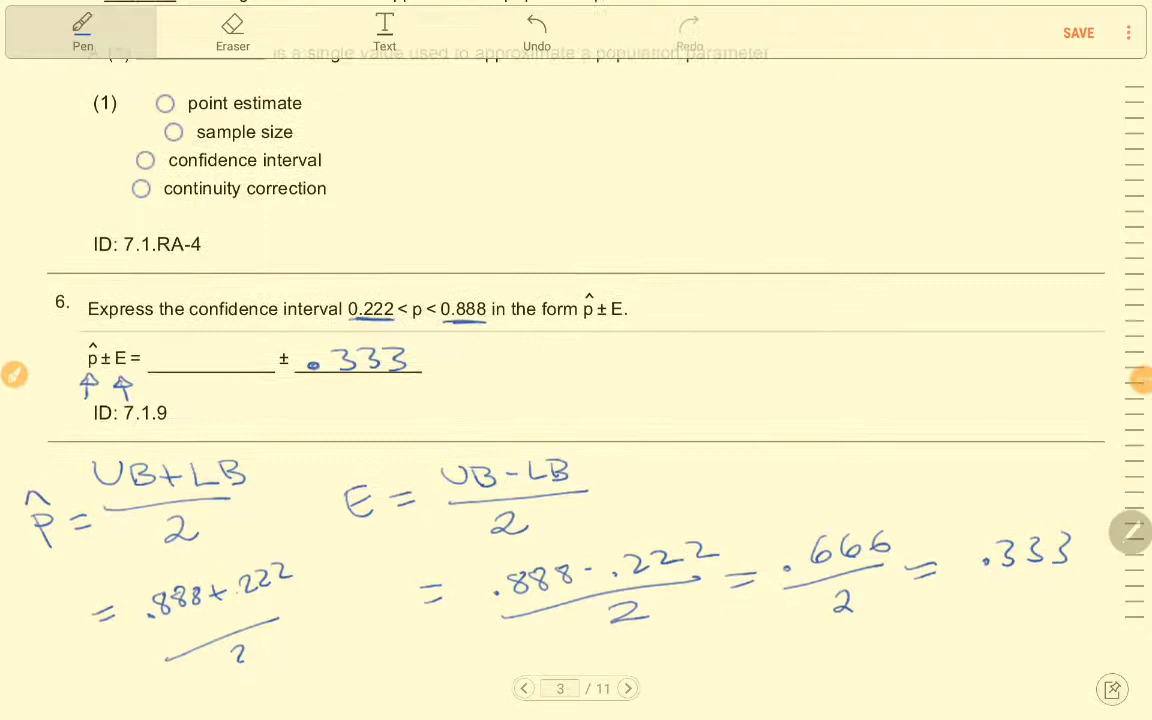 Pen
Eraser
Text
Undo
Redo
SAVE
is a single value used to approximate a population parameter
(1) point estimate
sample size
confidence interval
continuity correction
ID: 7.1.RA-4
6. Express the confidence interval 0.222 < p < 0.888 in the form p̂ ± E.
p̂ ± E = ____________ ± .333
ID: 7.1.9
p̂ = UB+LB / 2
E = UB-LB / 2
= .888+.222 / 2
= .888-.222 / 2 = .666 / 2 = .333
3 / 11